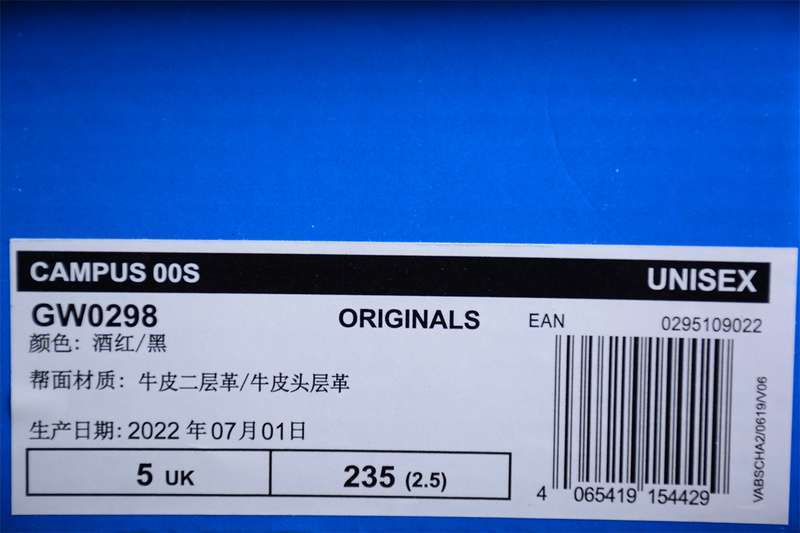 CAMPUS 00S UNISEX
GW0298 ORIGINALS EAN 0295109022
颜色: 酒红/黑
帮面材质: 牛皮二层革/牛皮头层革
生产日期: 2022 年07月01日
5 UK 235 (2.5)
4 065419 154429
VABSCHA2/0619/V06